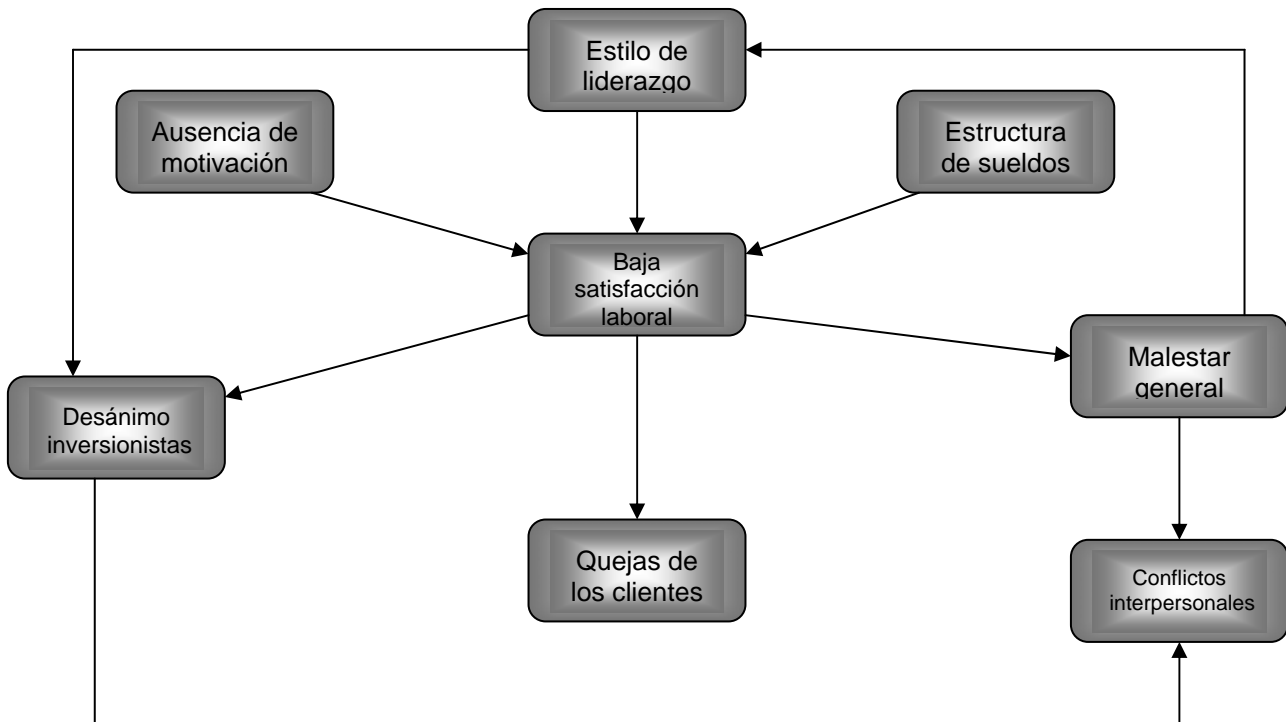 Estilo de
liderazgo
Ausencia de
motivación
Estructura
de sueldos
Baja
satisfacción
laboral
Malestar
general
Desánimo
inversionistas
Quejas de
los clientes
Conflictos
interpersonales